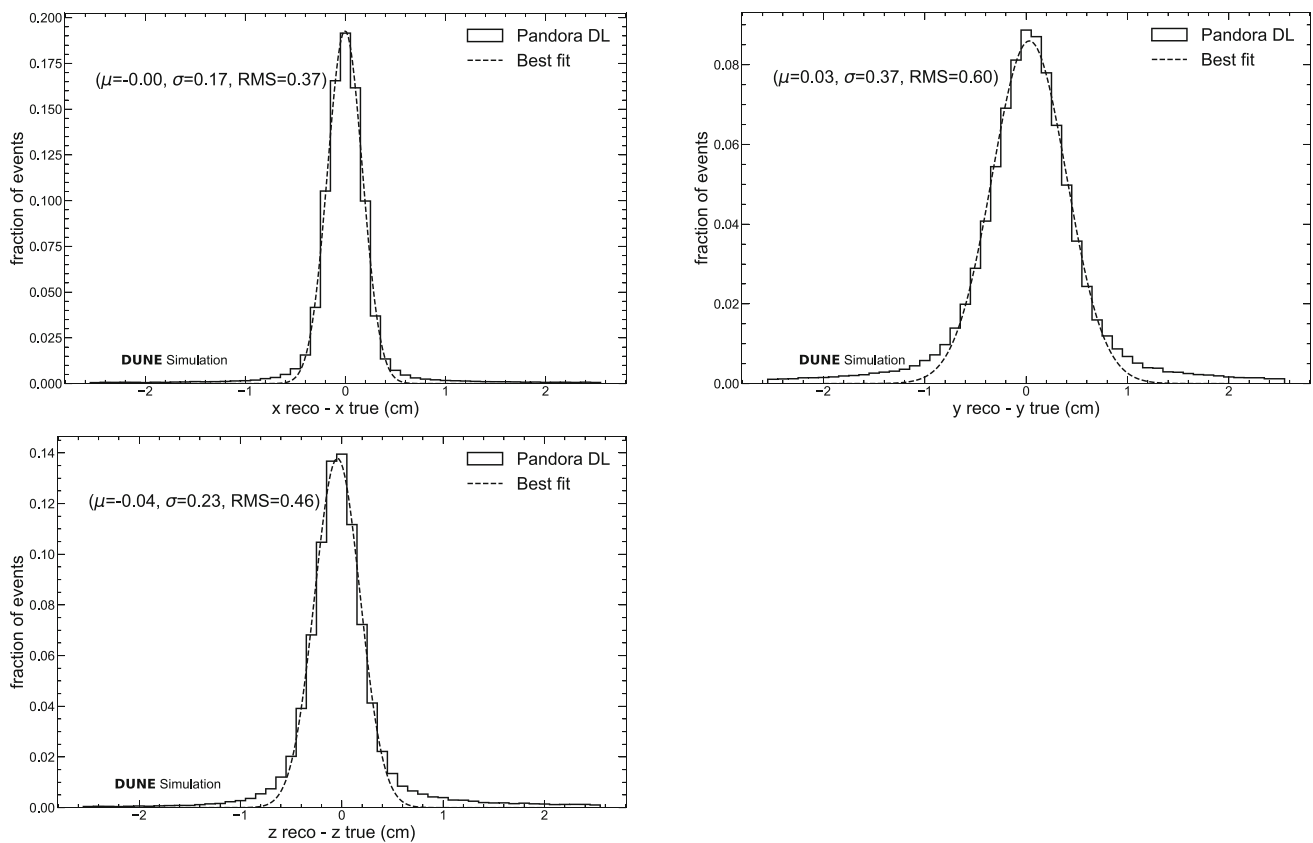 0.200
0.175
0.150
0.125
0.100
0.075
0.050
0.025
0.000
fraction of events
Pandora DL
Best fit
(μ=-0.00, σ=0.17, RMS=0.37)
DUNE Simulation
−2 −1 0 1 2
x reco - x true (cm)
0.08
0.06
0.04
0.02
0.00
fraction of events
Pandora DL
Best fit
(μ=0.03, σ=0.37, RMS=0.60)
DUNE Simulation
−2 −1 0 1 2
y reco - y true (cm)
0.14
0.12
0.10
0.08
0.06
0.04
0.02
0.00
fraction of events
Pandora DL
Best fit
(μ=-0.04, σ=0.23, RMS=0.46)
DUNE Simulation
−2 −1 0 1 2
z reco - z true (cm)